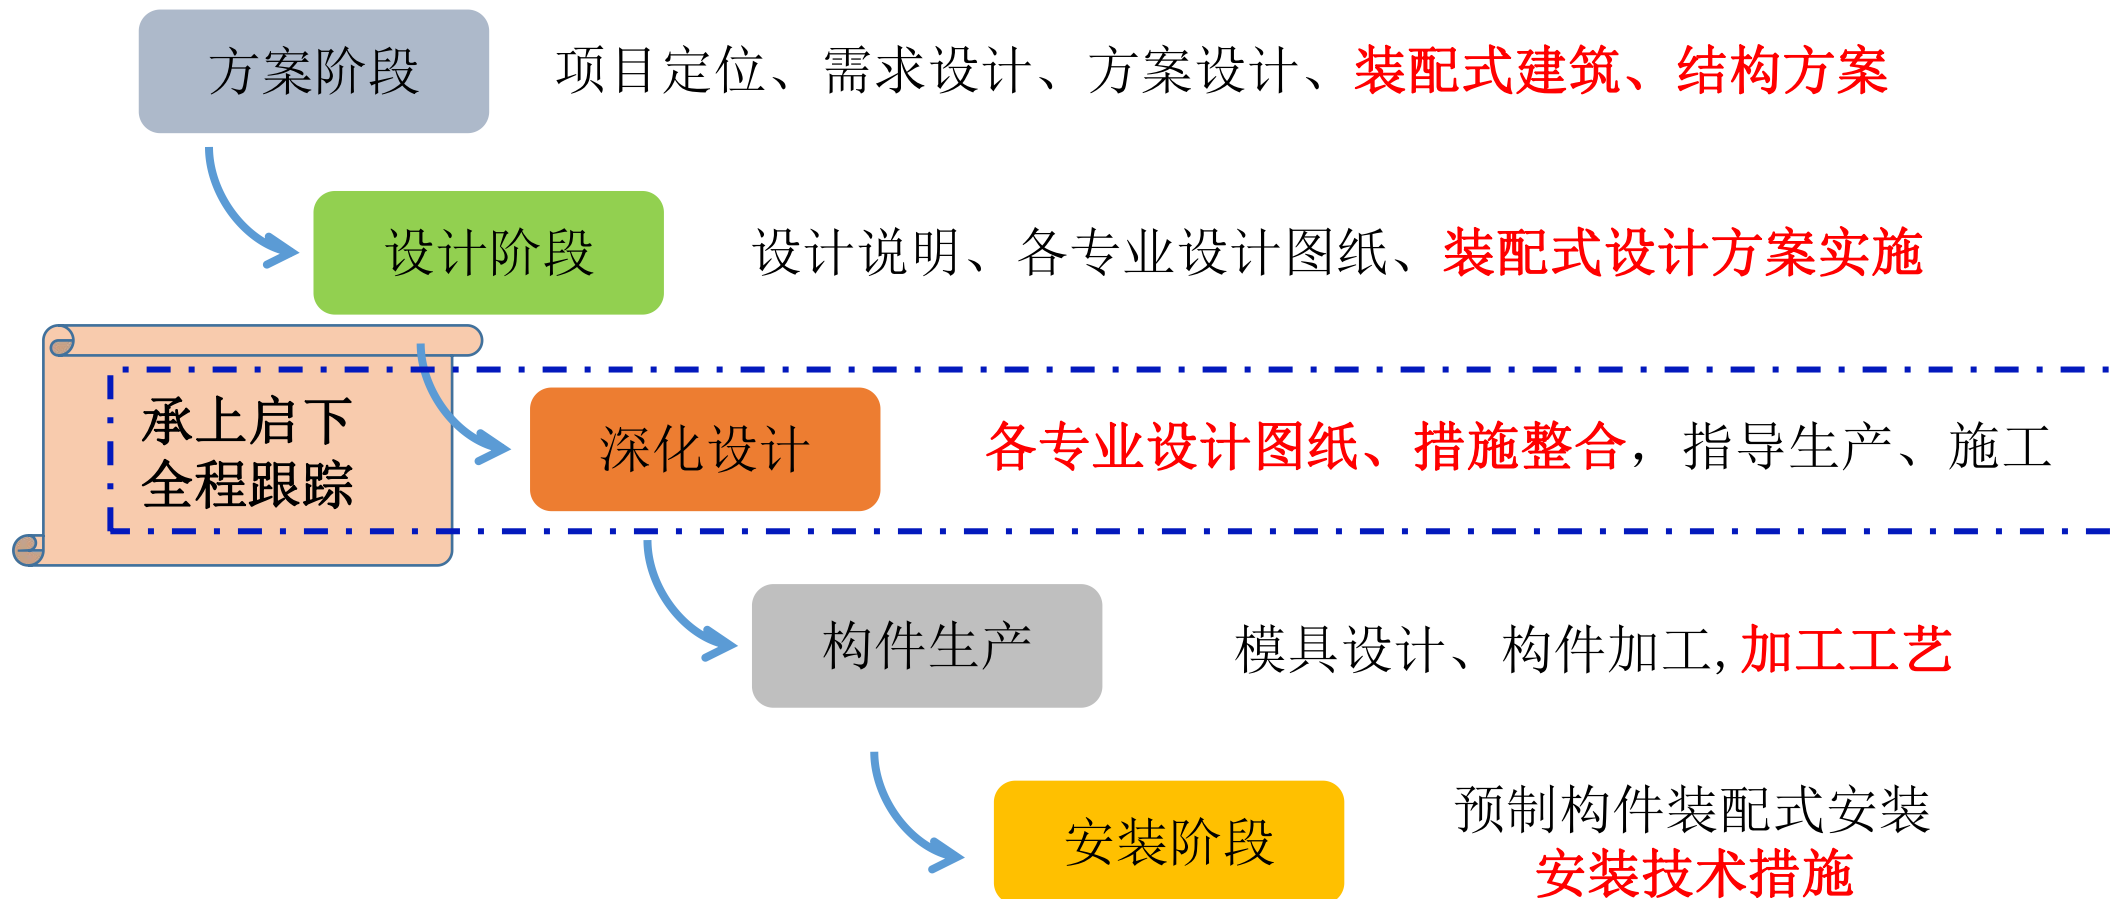 方案阶段
项目定位、需求设计、方案设计、装配式建筑、结构方案
设计阶段
设计说明、各专业设计图纸、装配式设计方案实施
承上启下
全程跟踪
深化设计
各专业设计图纸、措施整合，指导生产、施工
构件生产
模具设计、构件加工,加工工艺
安装阶段
预制构件装配式安装
安装技术措施